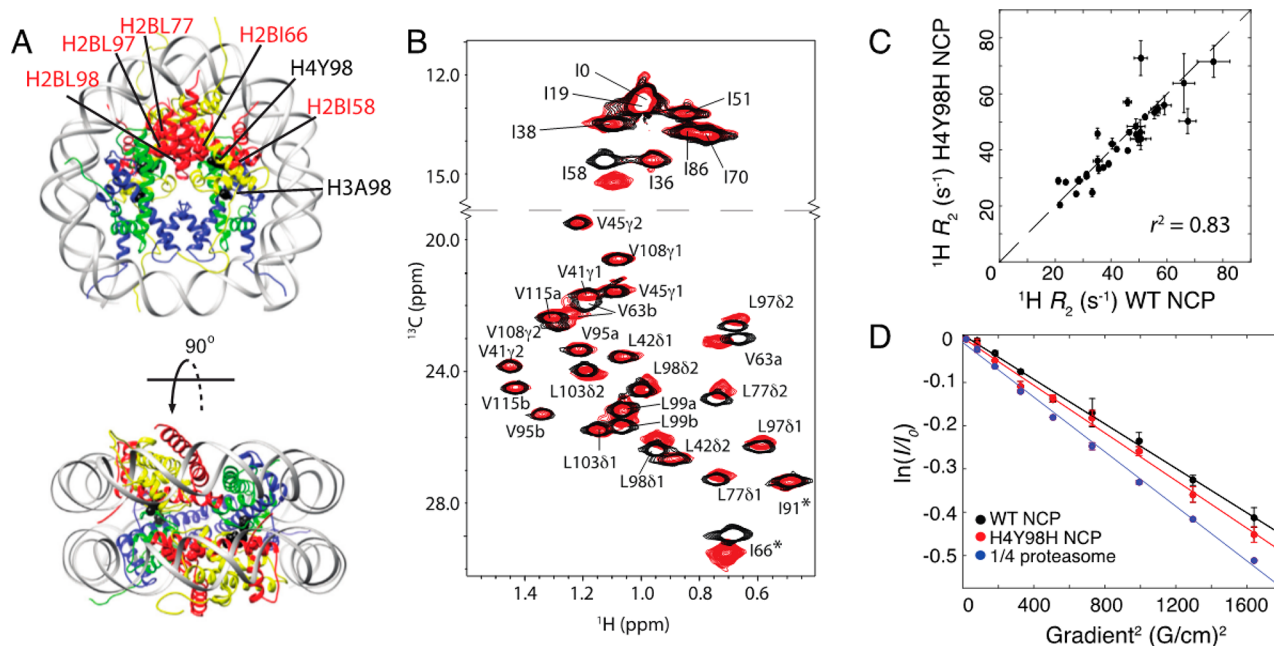 A
H2BL77
H2BL97
H2BI66
H2BL98
H4Y98
H2BI58
H3A98
90°
B
12.0
15.0
20.0
24.0
28.0
¹³C (ppm)
I0
I19
I51
I38
I58
I36
I86
I70
V45γ2
V108γ1
V41γ1
V45γ1
V115a
V63b
L97δ2
V108γ2
V95a
L42δ1
V63a
V41γ2
L98δ2
L103δ2
L77δ2
V115b
L99a
L99b
L97δ1
V95b
L42δ2
L103δ1
L98δ1
L77δ1
I91*
I66*
1.4
1.2
1.0
0.8
0.6
¹H (ppm)
C
80
60
40
20
¹H R₂ (s⁻¹) H4Y98H NCP
r² = 0.83
0
20
40
60
80
¹H R₂ (s⁻¹) WT NCP
D
0
-0.1
-0.2
-0.3
-0.4
-0.5
ln(I/I₀)
WT NCP
H4Y98H NCP
1/4 proteasome
0
400
800
1200
1600
Gradient² (G/cm)²